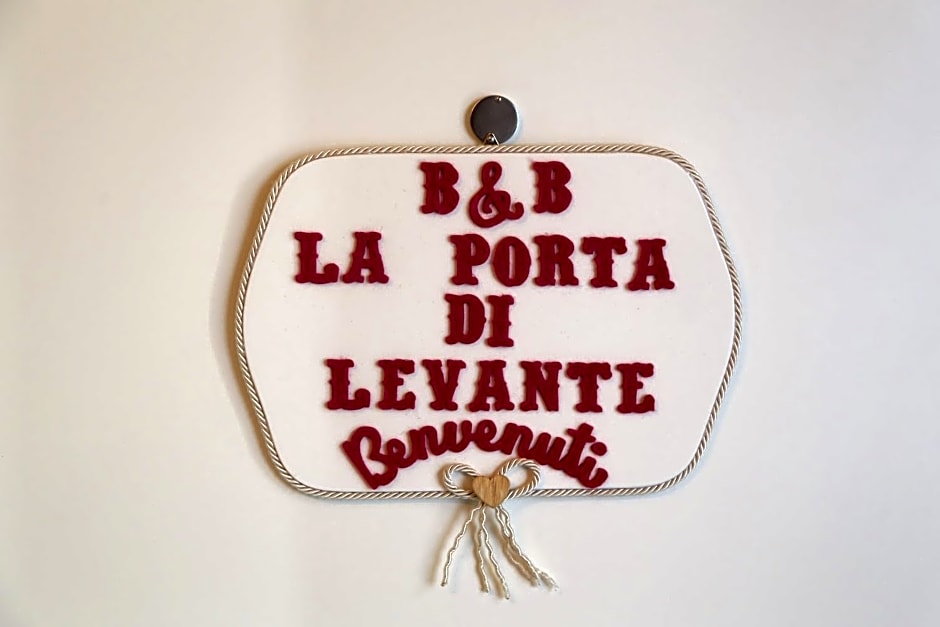 B&B
LA PORTA
DI
LEVANTE
Benvenuti